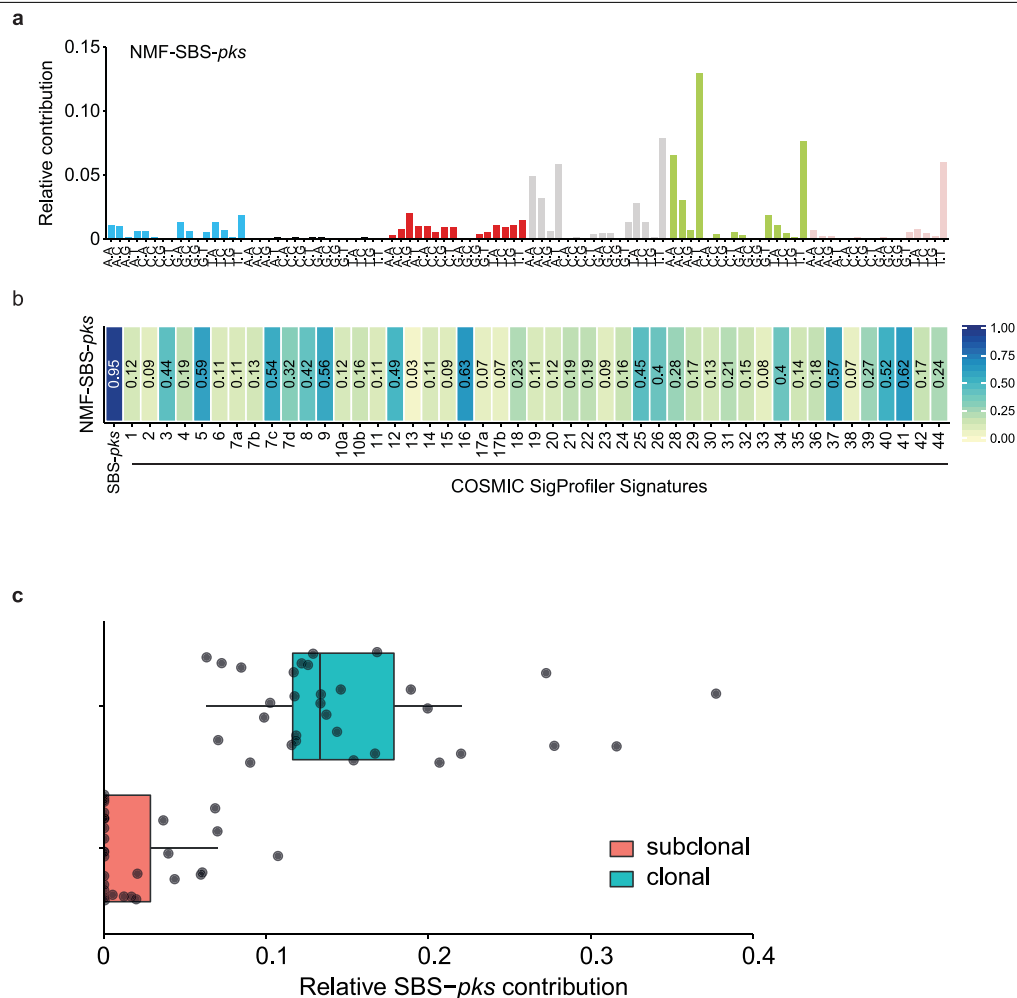 a
NMF-SBS-pks
Relative contribution
0.15
0.10
0.05
0
b
NMF-SBS-pks
0.95 0.12 0.09 0.44 0.19 0.59 0.11 0.11 0.13 0.54 0.32 0.42 0.56 0.12 0.16 0.11 0.49 0.03 0.11 0.09 0.63 0.07 0.07 0.23 0.11 0.12 0.19 0.19 0.09 0.16 0.45 0.4 0.28 0.17 0.13 0.21 0.15 0.08 0.4 0.14 0.18 0.57 0.07 0.27 0.52 0.62 0.17 0.24
SBS-pks 1 2 3 4 5 6 7a 7b 7c 7d 8 9 10a 10b 11 12 13 14 15 16 17a 17b 18 19 20 21 22 23 24 25 26 28 29 30 31 32 33 34 35 36 37 38 39 40 41 42 44
COSMIC SigProfiler Signatures
1.00
0.75
0.50
0.25
0.00
c
subclonal
clonal
0 0.1 0.2 0.3 0.4
Relative SBS–pks contribution